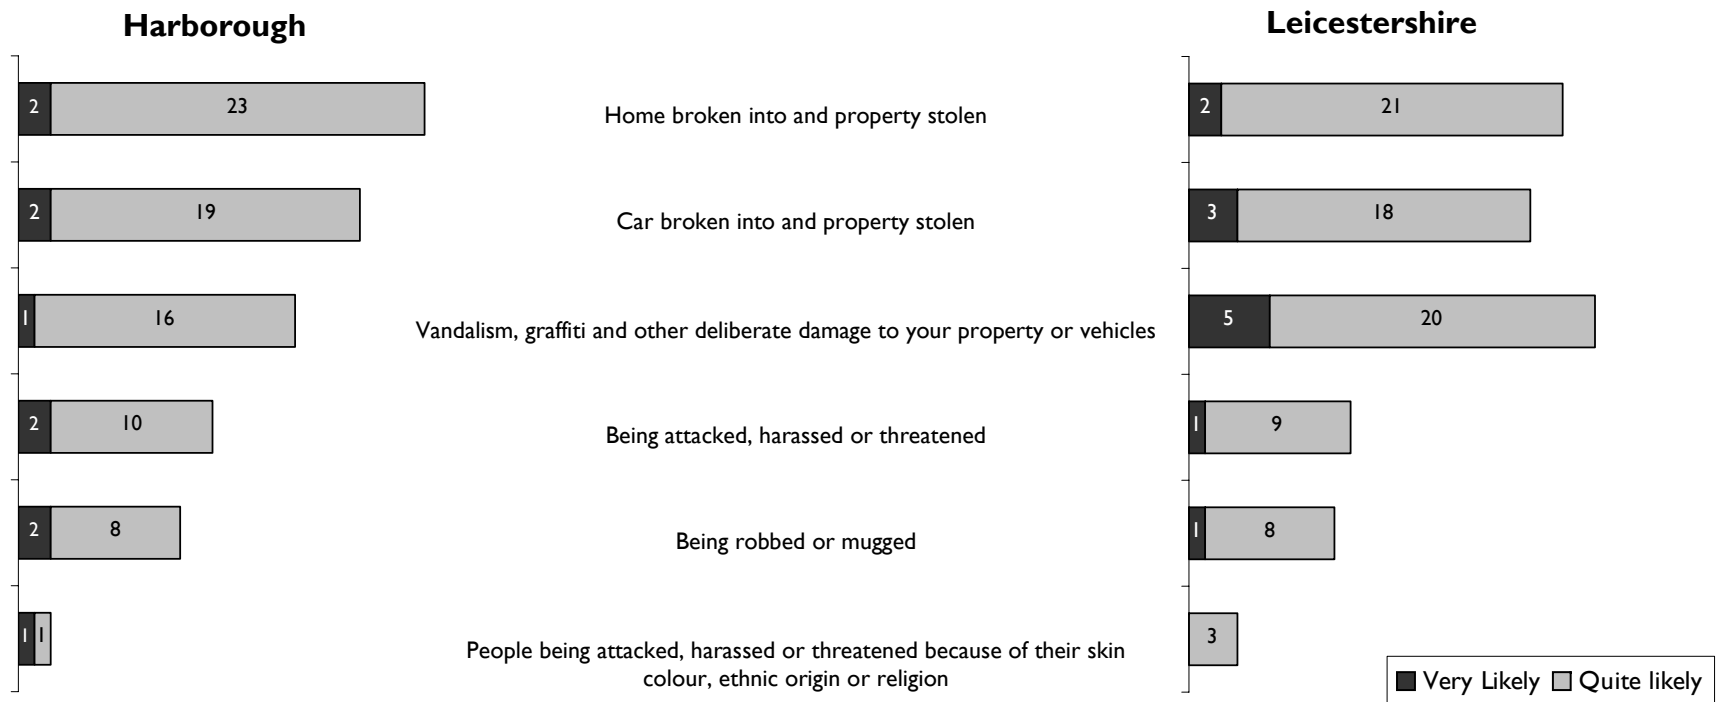 Harborough
Leicestershire
2 23
Home broken into and property stolen
2 21
2 19
Car broken into and property stolen
3 18
1 16
Vandalism, graffiti and other deliberate damage to your property or vehicles
5 20
2 10
Being attacked, harassed or threatened
1 9
2 8
Being robbed or mugged
1 8
1 1
People being attacked, harassed or threatened because of their skin
colour, ethnic origin or religion
3
Very Likely Quite likely